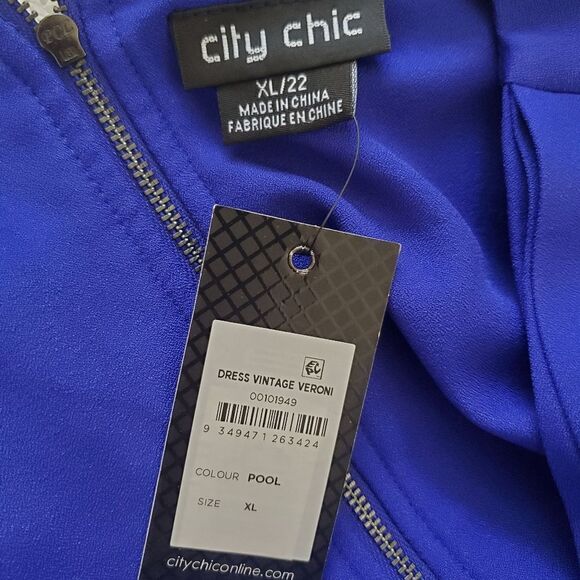 city chic
XL/22
MADE IN CHINA
FABRIQUE EN CHINE
DRESS VINTAGE VERONI
00101949
9 349471 263424
COLOUR POOL
SIZE XL
citychiconline.com